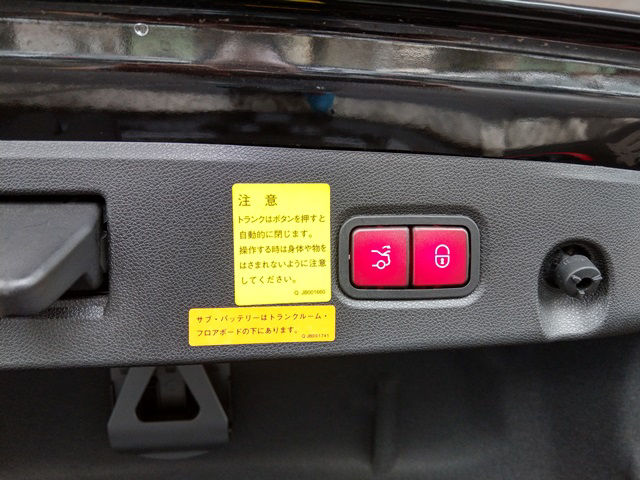 注 意
トランクはボタンを押すと
自動的に閉じます。
操作する時は身体や物を
はさまれないように注意
してください。
Q JB001660
サブ・バッテリーはトランクルーム・
フロアボードの下にあります。
Q JB001741